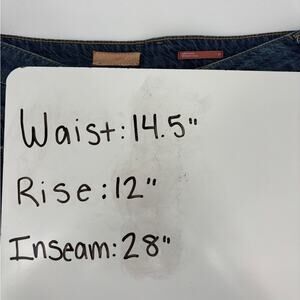 Waist: 14.5"
Rise: 12"
Inseam: 28"